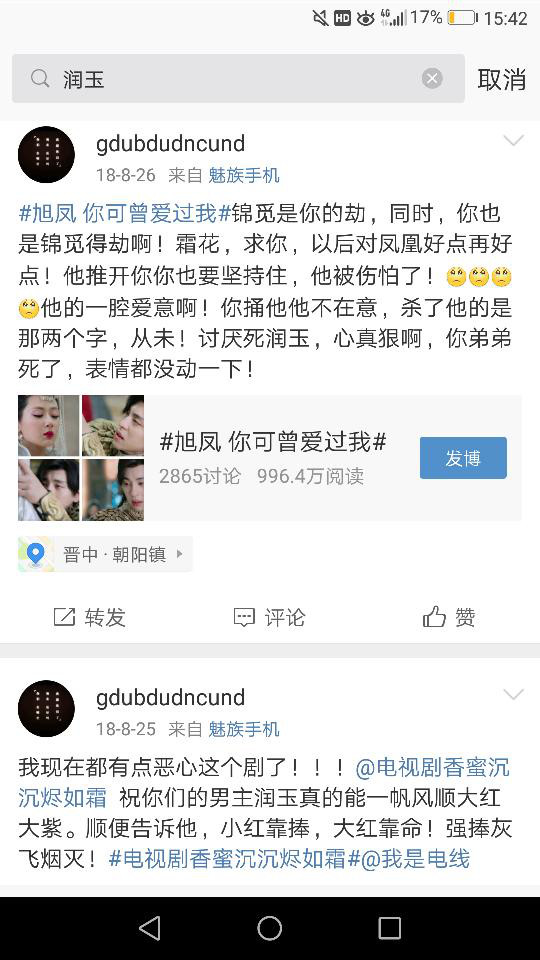 HD 4G 17% 15:42
润玉 取消
gdubdudncund
18-8-26 来自 魅族手机
#旭凤 你可曾爱过我#锦觅是你的劫，同时，你也
是锦觅得劫啊！霜花，求你，以后对凤凰好点再好
点！他推开你你也要坚持住，他被伤怕了！
他的一腔爱意啊！你捅他他不在意，杀了他的是
那两个字，从未！讨厌死润玉，心真狠啊，你弟弟
死了，表情都没动一下！
#旭凤 你可曾爱过我#
2865讨论 996.4万阅读
发博
晋中·朝阳镇
转发 评论 赞
gdubdudncund
18-8-25 来自 魅族手机
我现在都有点恶心这个剧了！！！@电视剧香蜜沉
沉烬如霜 祝你们的男主润玉真的能一帆风顺大红
大紫。顺便告诉他，小红靠捧，大红靠命！强捧灰
飞烟灭！#电视剧香蜜沉沉烬如霜#@我是电线